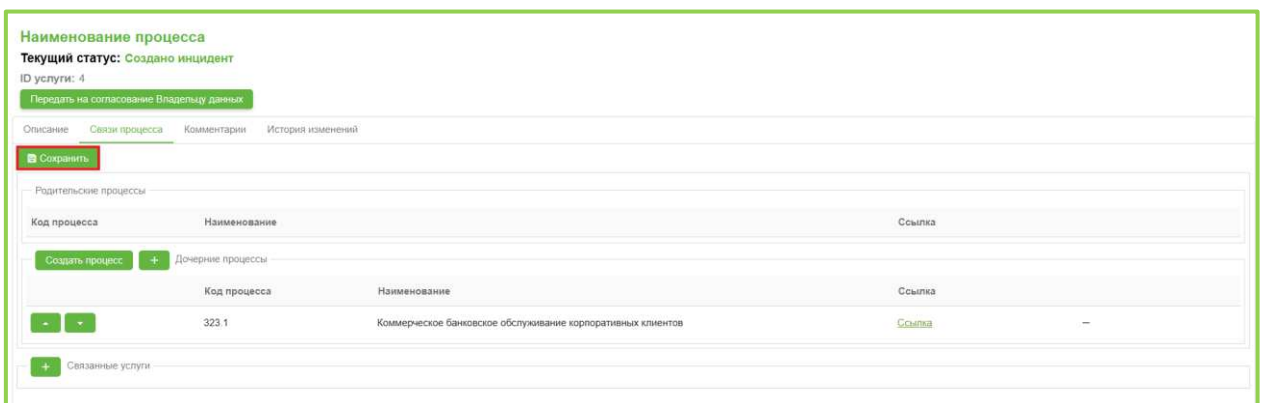 Наименование процесса
Текущий статус: Создано инцидент
ID услуги: 4
Передать на согласование Владельцу данных
Описание Связи процесса Комментарии История изменений
Сохранить
Родительские процессы
Код процесса Наименование Ссылка
Создать процесс + Дочерние процессы
Код процесса Наименование Ссылка
323.1 Коммерческое банковское обслуживание корпоративных клиентов Ссылка –
+ Связанные услуги